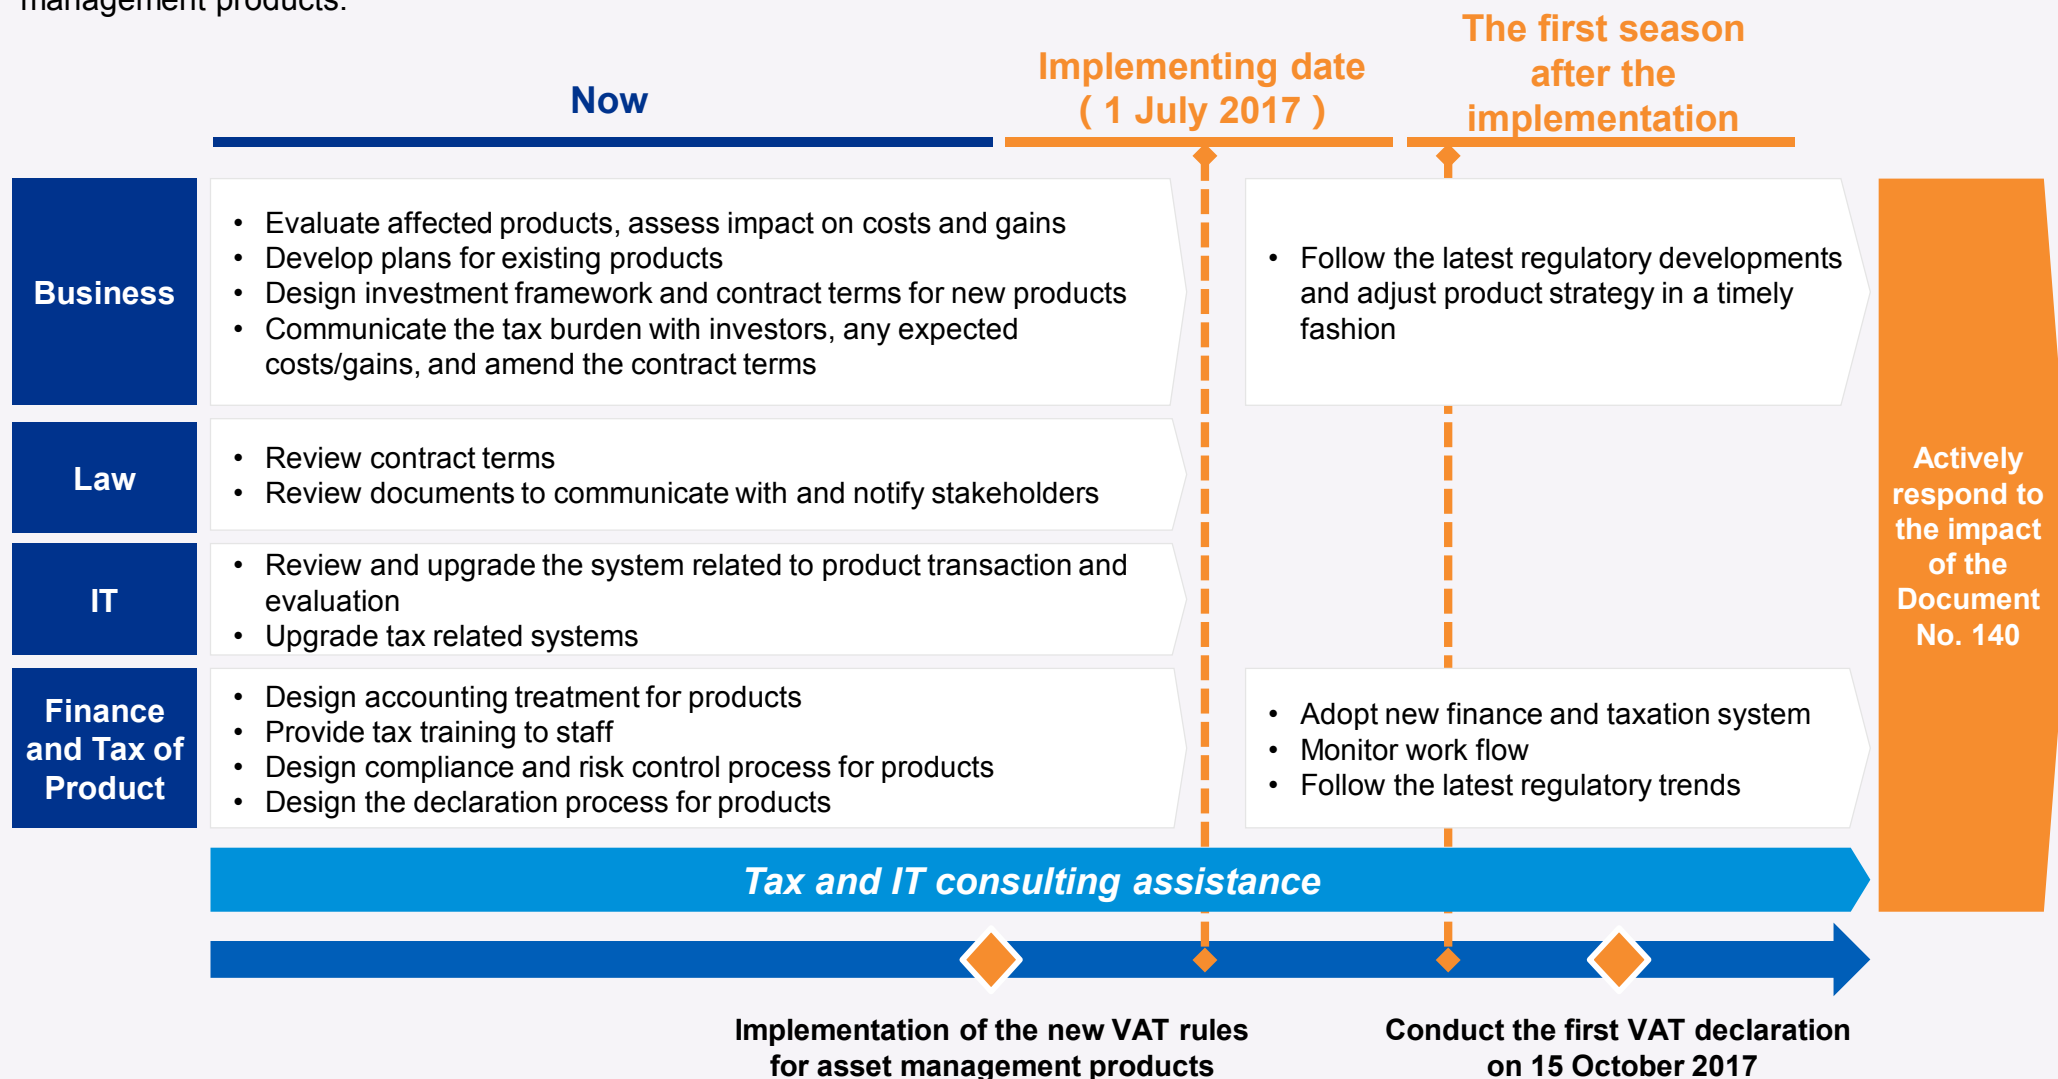 management products.
Now
Implementing date
( 1 July 2017 )
The first season
after the
implementation
Business
• Evaluate affected products, assess impact on costs and gains
• Develop plans for existing products
• Design investment framework and contract terms for new products
• Communicate the tax burden with investors, any expected
costs/gains, and amend the contract terms
• Follow the latest regulatory developments
and adjust product strategy in a timely
fashion
Law
• Review contract terms
• Review documents to communicate with and notify stakeholders
IT
• Review and upgrade the system related to product transaction and
evaluation
• Upgrade tax related systems
Finance
and Tax of
Product
• Design accounting treatment for products
• Provide tax training to staff
• Design compliance and risk control process for products
• Design the declaration process for products
• Adopt new finance and taxation system
• Monitor work flow
• Follow the latest regulatory trends
Actively
respond to
the impact
of the
Document
No. 140
Tax and IT consulting assistance
Implementation of the new VAT rules
for asset management products
Conduct the first VAT declaration
on 15 October 2017